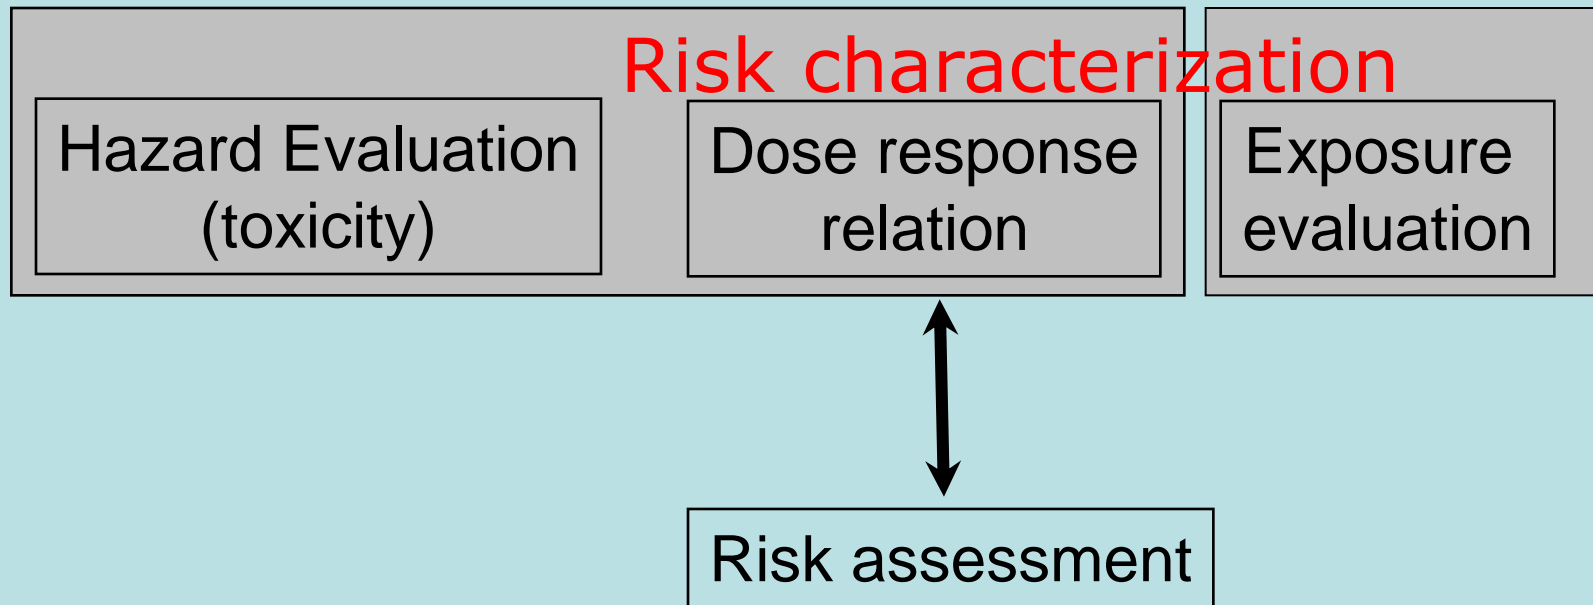 Risk characterization
Hazard Evaluation
(toxicity)
Dose response
relation
Exposure
evaluation
Risk assessment